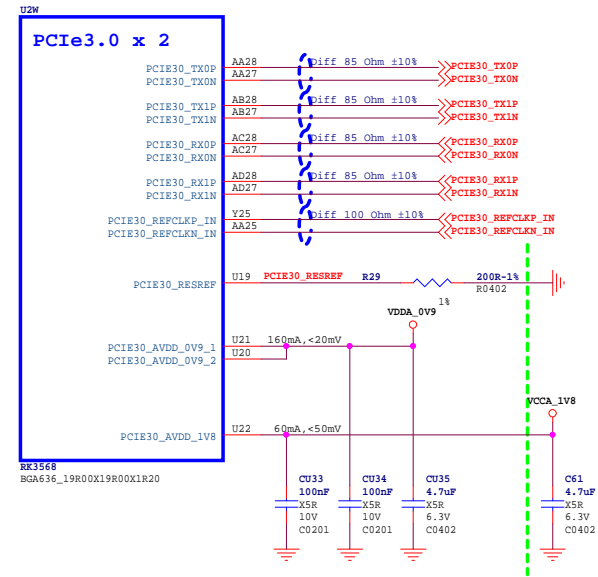 U2W
PCIe3.0 x 2
PCIE30_TX0P AA28 Diff 85 Ohm ±10% PCIE30_TX0P
PCIE30_TX0N AA27 PCIE30_TX0N
PCIE30_TX1P AB28 Diff 85 Ohm ±10% PCIE30_TX1P
PCIE30_TX1N AB27 PCIE30_TX1N
PCIE30_RX0P AC28 Diff 85 Ohm ±10% PCIE30_RX0P
PCIE30_RX0N AC27 PCIE30_RX0N
PCIE30_RX1P AD28 Diff 85 Ohm ±10% PCIE30_RX1P
PCIE30_RX1N AD27 PCIE30_RX1N
PCIE30_REFCLKP_IN Y25 Diff 100 Ohm ±10% PCIE30_REFCLKP_IN
PCIE30_REFCLKN_IN AA25 PCIE30_REFCLKN_IN
PCIE30_RESREF U19 PCIE30_RESREF R29 200R-1%
R0402
1%
VDDA_0V9
PCIE30_AVDD_0V9_1 U21 160mA,<20mV
PCIE30_AVDD_0V9_2 U20
VCCA_1V8
PCIE30_AVDD_1V8 U22 60mA,<50mV
RK3568
BGA636_19R00X19R00X1R20
CU33 CU34 CU35 C61
100nF 100nF 4.7uF 4.7uF
X5R X5R X5R X5R
10V 10V 6.3V 6.3V
C0201 C0201 C0402 C0402